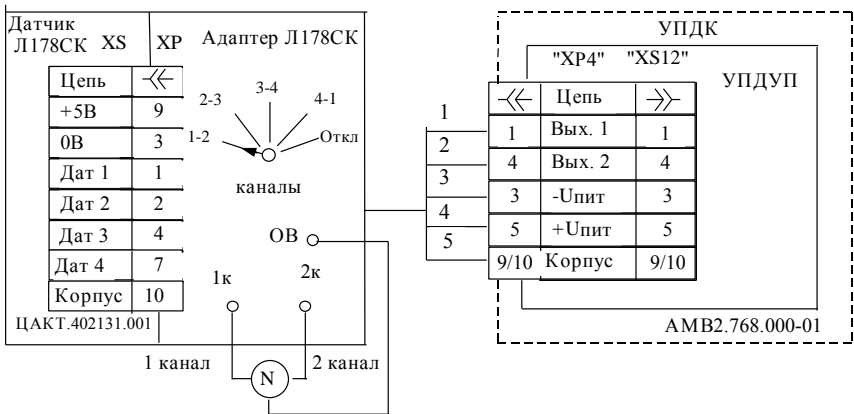 Датчик
Л178СК XS XP Адаптер Л178СК
Цепь
+5В 9
0В 3
Дат 1 1
Дат 2 2
Дат 3 4
Дат 4 7
Корпус 10
ЦАКТ.402131.001
1-2
2-3
3-4
4-1
Откл
каналы
ОВ
1к
2к
1 канал
2 канал
N
1
2
3
4
5
УПДК
"XP4" "XS12"
УПДУП
Цепь
1 Вых. 1 1
4 Вых. 2 4
3 -Uпит 3
5 +Uпит 5
9/10 Корпус 9/10
АМВ2.768.000-01